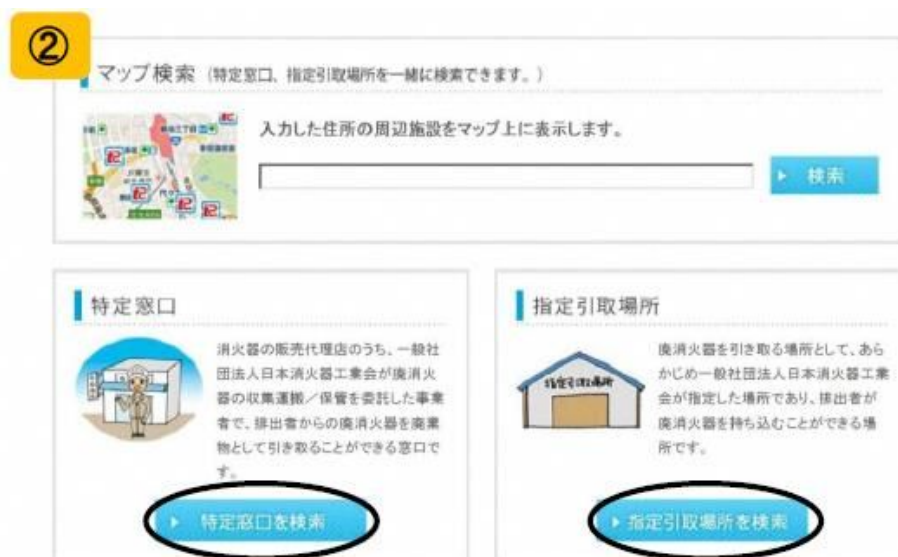 ②
マップ検索 (特定窓口、指定引取場所を一緒に検索できます。)
入力した住所の周辺施設をマップ上に表示します。
検索
特定窓口
消火器の販売代理店のうち、一般社
団法人日本消火器工業会が廃消火
器の収集運搬／保管を委託した事業
者で、排出者からの廃消火器を廃棄
物として引き取ることができる窓口で
す。
特定窓口を検索
指定引取場所
指定引取場所
廃消火器を引き取る場所として、あら
かじめ一般社団法人日本消火器工業
会が指定した場所であり、排出者が
廃消火器を持ち込むことができる場
所です。
指定引取場所を検索